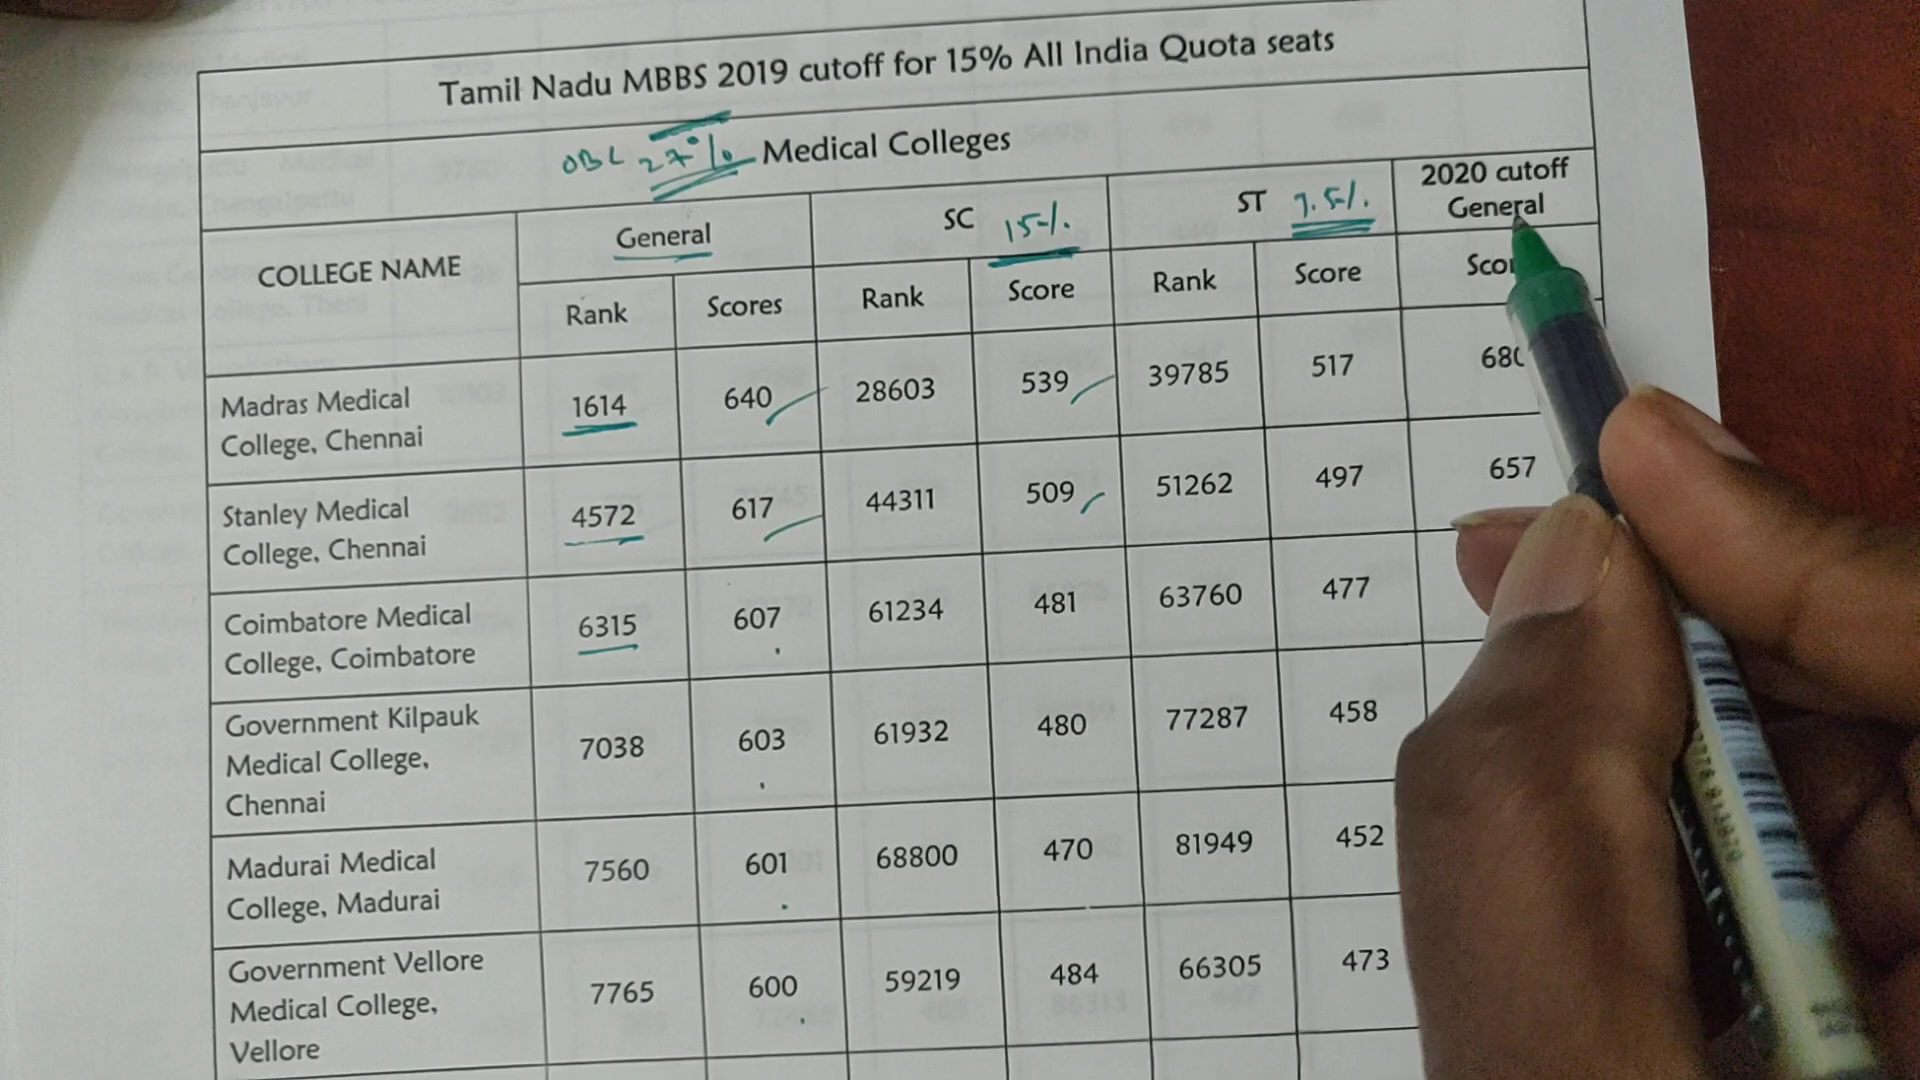 Tamil Nadu MBBS 2019 cutoff for 15% All India Quota seats
OBC 27% Medical Colleges
COLLEGE NAME General SC 15% ST 7.5% 2020 cutoff General
Rank Scores Rank Score Rank Score
Madras Medical College, Chennai 1614 640 28603 539 39785 517
Stanley Medical College, Chennai 4572 617 44311 509 51262 497 657
Coimbatore Medical College, Coimbatore 6315 607 61234 481 63760 477
Government Kilpauk Medical College, Chennai 7038 603 61932 480 77287 458
Madurai Medical College, Madurai 7560 601 68800 470 81949 452
Government Vellore Medical College, Vellore 7765 600 59219 484 66305 473